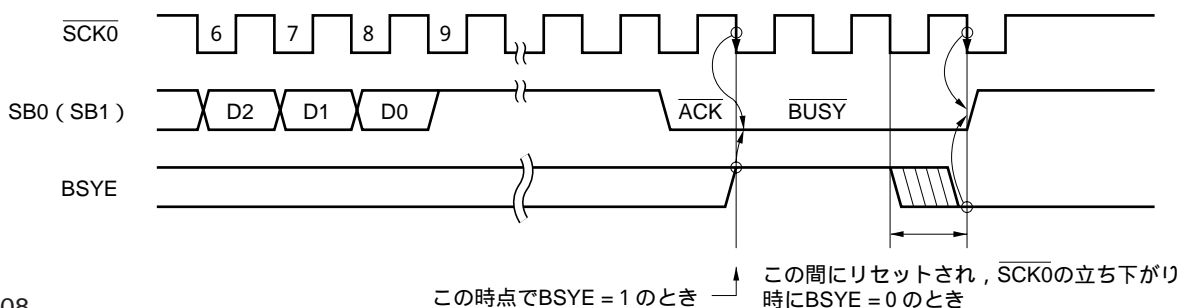 SCK0
6 7 8 9
SB0 ( SB1 )
D2 D1 D0 ACK BUSY
BSYE
この時点でBSYE = 1 のとき
この間にリセットされ , SCK0の立ち下がり
時にBSYE = 0 のとき